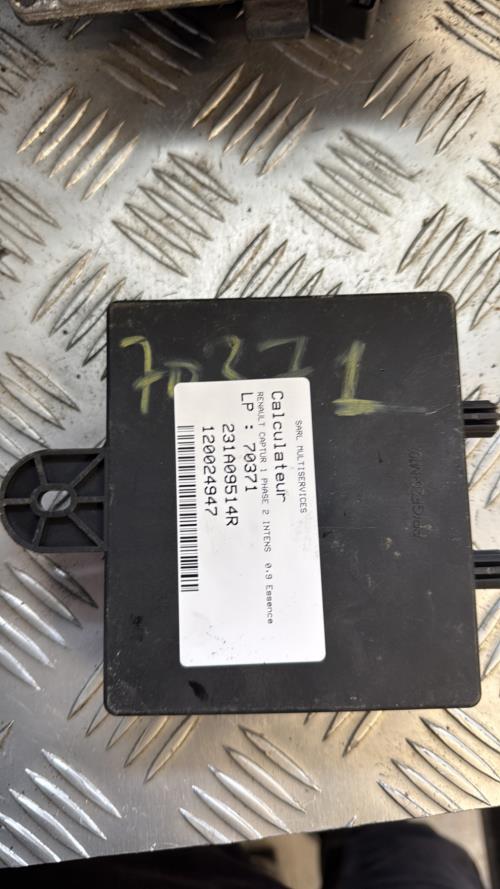 70371
SARL MULTISERVICES
Calculateur
RENAULT CAPTUR 1 PHASE 2 INTENS 0.9 Essence
LP : 70371
231A09514R
120024947